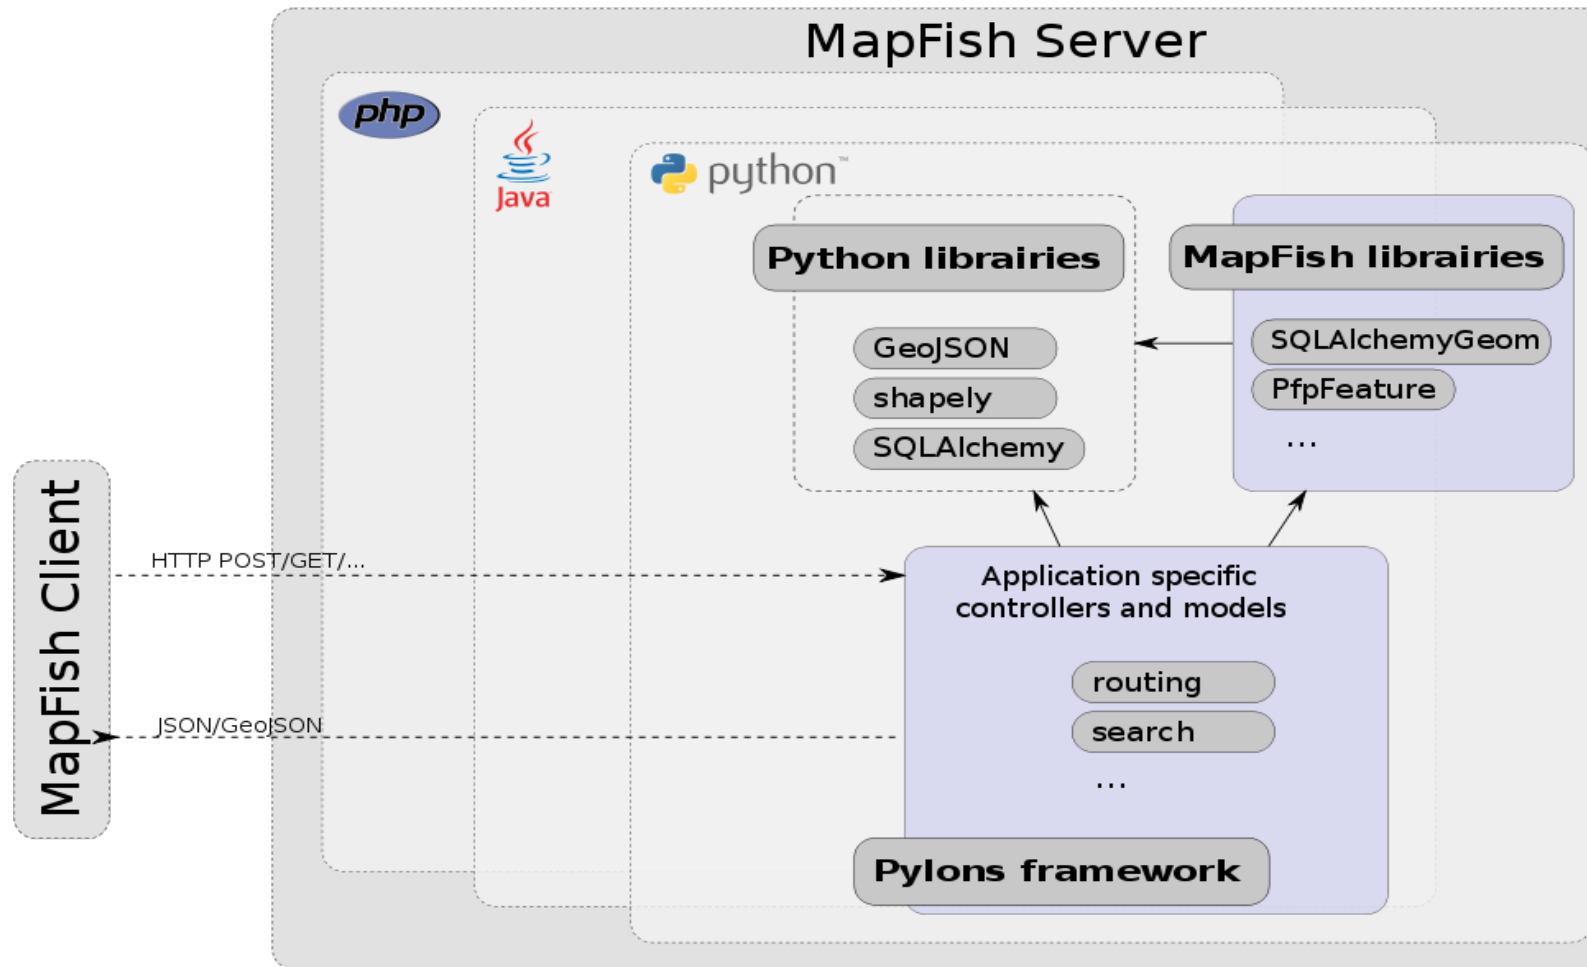 MapFish Server
php
Java
python™
Python librairies
MapFish librairies
GeoJSON
shapely
SQLAlchemy
SQLAlchemyGeom
PfpFeature
...
MapFish Client
HTTP POST/GET/...
JSON/GeoJSON
Application specific
controllers and models
routing
search
...
Pylons framework